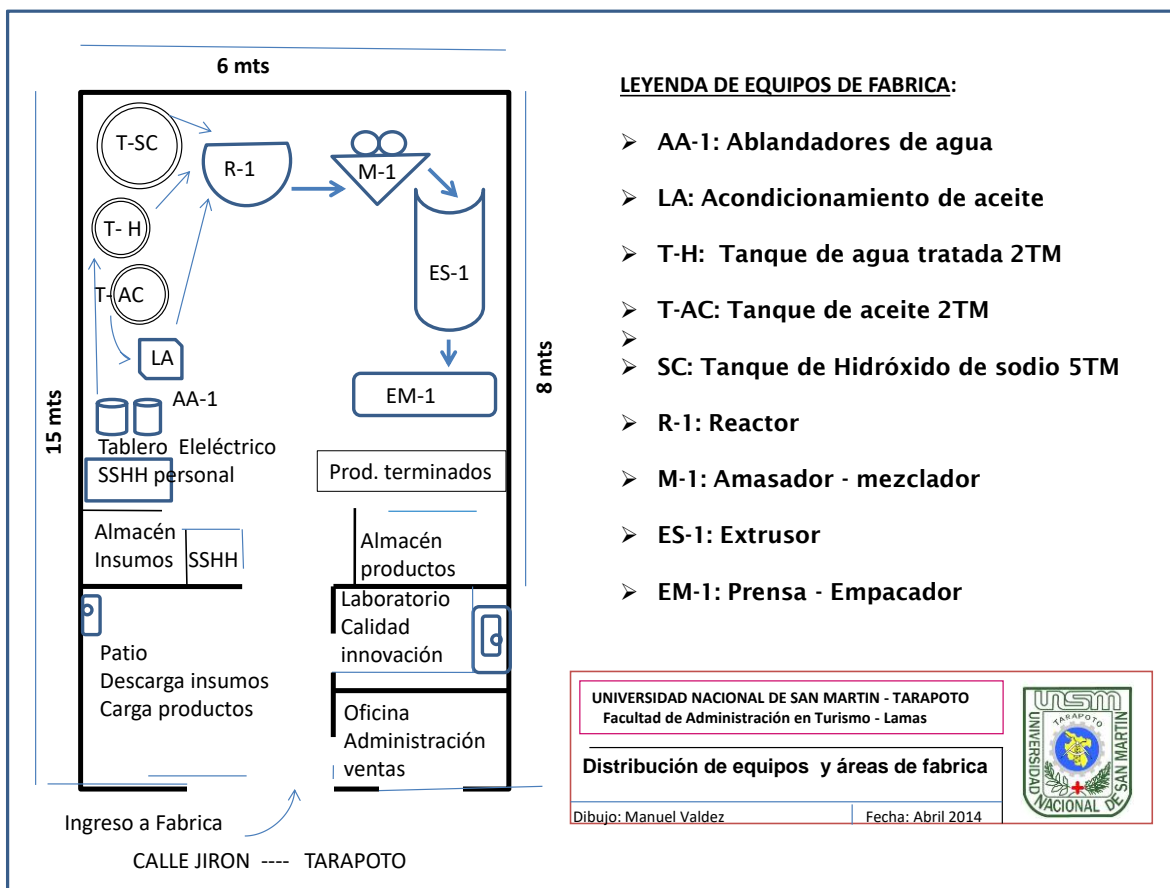 6 mts
15 mts
8 mts
T-SC
R-1
M-1
T- H
T- AC
ES-1
LA
AA-1
EM-1
Tablero Eleléctrico
SSHH personal
Prod. terminados
Almacén
Insumos
SSHH
Almacén
productos
Laboratorio
Calidad
innovación
Patio
Descarga insumos
Carga productos
Oficina
Administración
ventas
Ingreso a Fabrica
CALLE JIRON ---- TARAPOTO
LEYENDA DE EQUIPOS DE FABRICA:
AA-1: Ablandadores de agua
LA: Acondicionamiento de aceite
T-H: Tanque de agua tratada 2TM
T-AC: Tanque de aceite 2TM
SC: Tanque de Hidróxido de sodio 5TM
R-1: Reactor
M-1: Amasador - mezclador
ES-1: Extrusor
EM-1: Prensa - Empacador
UNIVERSIDAD NACIONAL DE SAN MARTIN - TARAPOTO
Facultad de Administración en Turismo - Lamas
Distribución de equipos y áreas de fabrica
Dibujo: Manuel Valdez
Fecha: Abril 2014
UNSM
TARAPOTO
UNIVERSIDAD NACIONAL DE SAN MARTIN